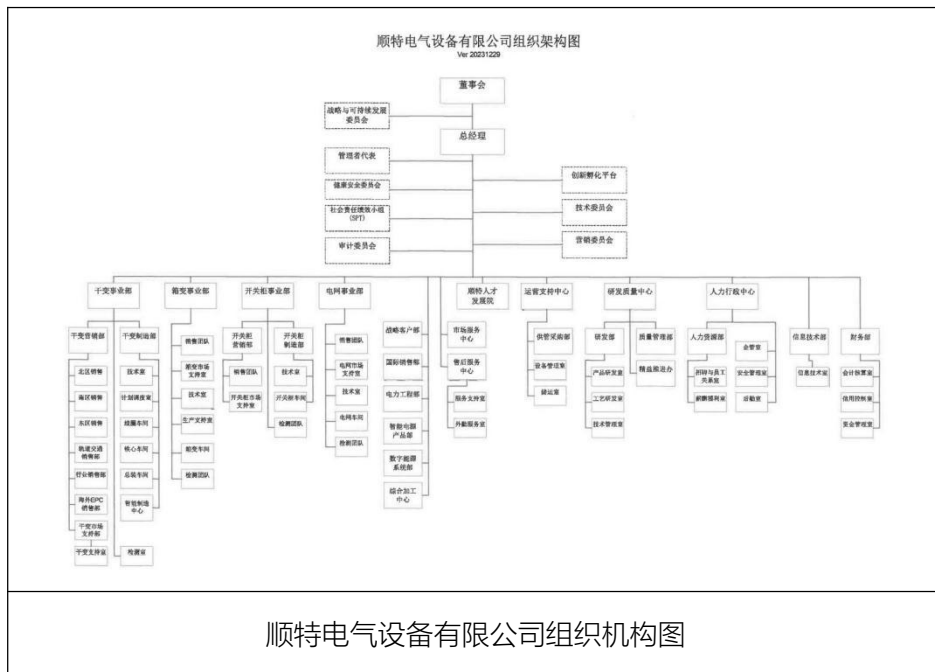 顺特电气设备有限公司组织架构图
Ver 20231229
董事会
战略与可持续发展
委员会
总经理
管理者代表
创新孵化平台
健康安全委员会
社会责任绩效小组
(SPT)
技术委员会
审计委员会
营销委员会
干变事业部
箱变事业部
开关柜事业部
电网事业部
顺特人才
发展院
运营支持中心
研发质量中心
人力行政中心
干变营销部
干变制造部
开关柜
营销部
开关柜
制造部
战略客户部
市场服务
中心
供管采购部
研发部
质量管理部
人力资源部
企管室
信息技术部
财务部
北区销售
南区销售
东区销售
轨道交通
销售部
行业销售部
海外EPC
销售部
干变市场
支持部
干变支持室
技术室
计划调度室
线圈车间
铁心车间
总装车间
智能制造
中心
检测室
销售团队
箱变市场
支持室
技术室
生产支持室
箱变车间
检测团队
销售团队
开关柜市场
支持室
技术室
开关柜车间
检测团队
销售团队
电网市场
支持室
技术室
电网车间
检测团队
国际销售部
电力工程部
智能电源
产品部
数字能源
系统部
综合加工
中心
售后服务
中心
服务支持室
外勤服务室
设备管理室
储运室
产品研发室
工艺研发室
技术管理室
精益推进办
招聘与员工
关系室
薪酬福利室
安全管理室
后勤室
信息技术室
会计核算室
信用控制室
资金管理室
顺特电气设备有限公司组织机构图